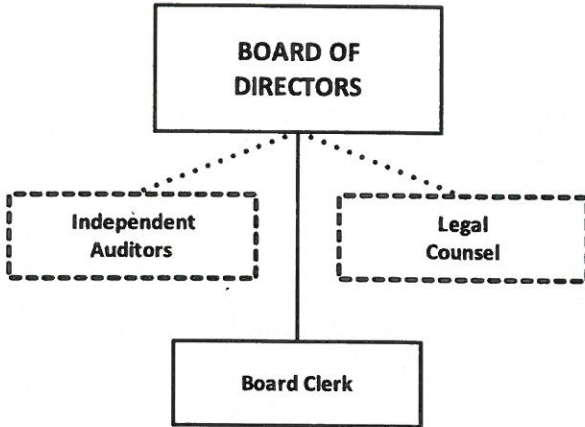 BOARD OF
DIRECTORS
Independent
Auditors
Legal
Counsel
Board Clerk